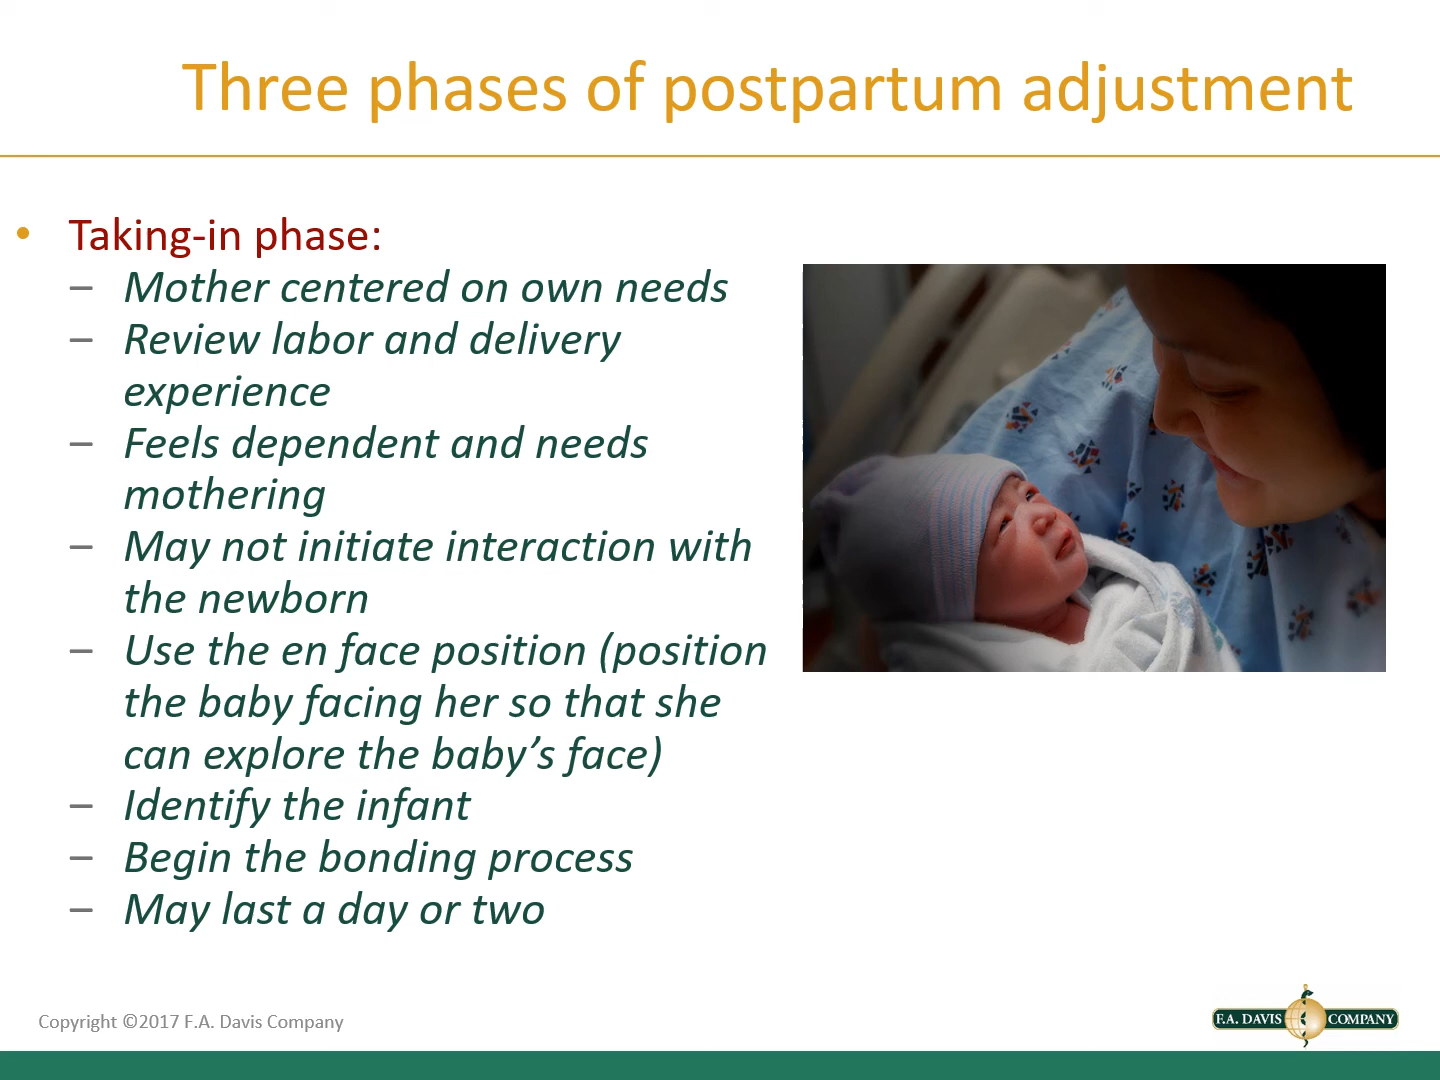 Three phases of postpartum adjustment
• Taking-in phase:
– Mother centered on own needs
– Review labor and delivery
experience
– Feels dependent and needs
mothering
– May not initiate interaction with
the newborn
– Use the en face position (position
the baby facing her so that she
can explore the baby’s face)
– Identify the infant
– Begin the bonding process
– May last a day or two
Copyright ©2017 F.A. Davis Company
F.A. DAVIS COMPANY